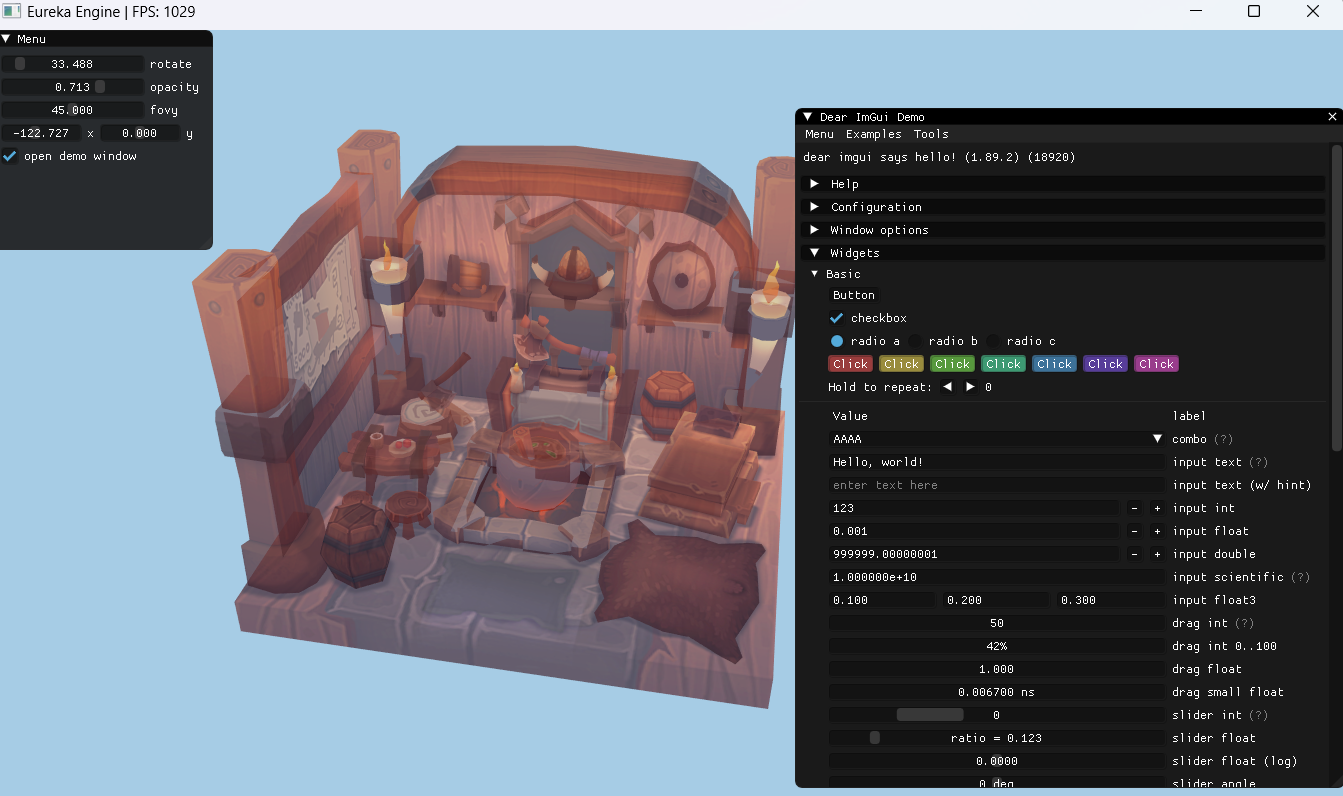 Eureka Engine | FPS: 1029
Menu
33.488 rotate
0.713 opacity
45.000 fovy
-122.727 x 0.000 y
open demo window
Dear ImGui Demo
Menu Examples Tools
dear imgui says hello! (1.89.2) (18920)
Help
Configuration
Window options
Widgets
Basic
Button
checkbox
radio a radio b radio c
Click Click Click Click Click Click Click
Hold to repeat: 0
Value label
AAAA combo (?)
Hello, world! input text (?)
enter text here input text (w/ hint)
123 - + input int
0.001 - + input float
999999.00000001 - + input double
1.000000e+10 input scientific (?)
0.100 0.200 0.300 input float3
50 drag int (?)
42% drag int 0..100
1.000 drag float
0.006700 ns drag small float
0 slider int (?)
ratio = 0.123 slider float
0.0000 slider float (log)
0 deg slider angle